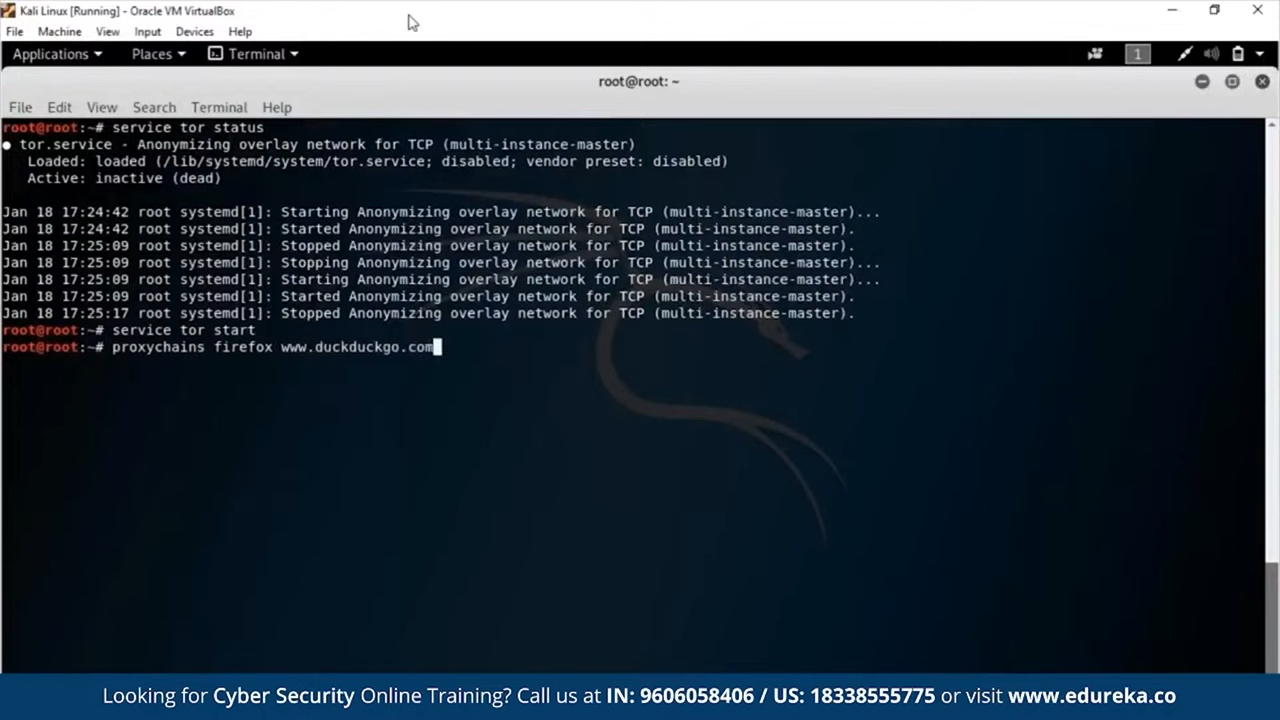 Kali Linux [Running] - Oracle VM VirtualBox
File Machine View Input Devices Help
Applications Places Terminal 1
root@root: ~
File Edit View Search Terminal Help
root@root:~# service tor status
● tor.service - Anonymizing overlay network for TCP (multi-instance-master)
Loaded: loaded (/lib/systemd/system/tor.service; disabled; vendor preset: disabled)
Active: inactive (dead)
Jan 18 17:24:42 root systemd[1]: Starting Anonymizing overlay network for TCP (multi-instance-master)...
Jan 18 17:24:42 root systemd[1]: Started Anonymizing overlay network for TCP (multi-instance-master).
Jan 18 17:25:09 root systemd[1]: Stopped Anonymizing overlay network for TCP (multi-instance-master).
Jan 18 17:25:09 root systemd[1]: Stopping Anonymizing overlay network for TCP (multi-instance-master)...
Jan 18 17:25:09 root systemd[1]: Starting Anonymizing overlay network for TCP (multi-instance-master)...
Jan 18 17:25:09 root systemd[1]: Started Anonymizing overlay network for TCP (multi-instance-master).
Jan 18 17:25:17 root systemd[1]: Stopped Anonymizing overlay network for TCP (multi-instance-master).
root@root:~# service tor start
root@root:~# proxychains firefox www.duckduckgo.com
Looking for Cyber Security Online Training? Call us at IN: 9606058406 / US: 18338555775 or visit www.edureka.co